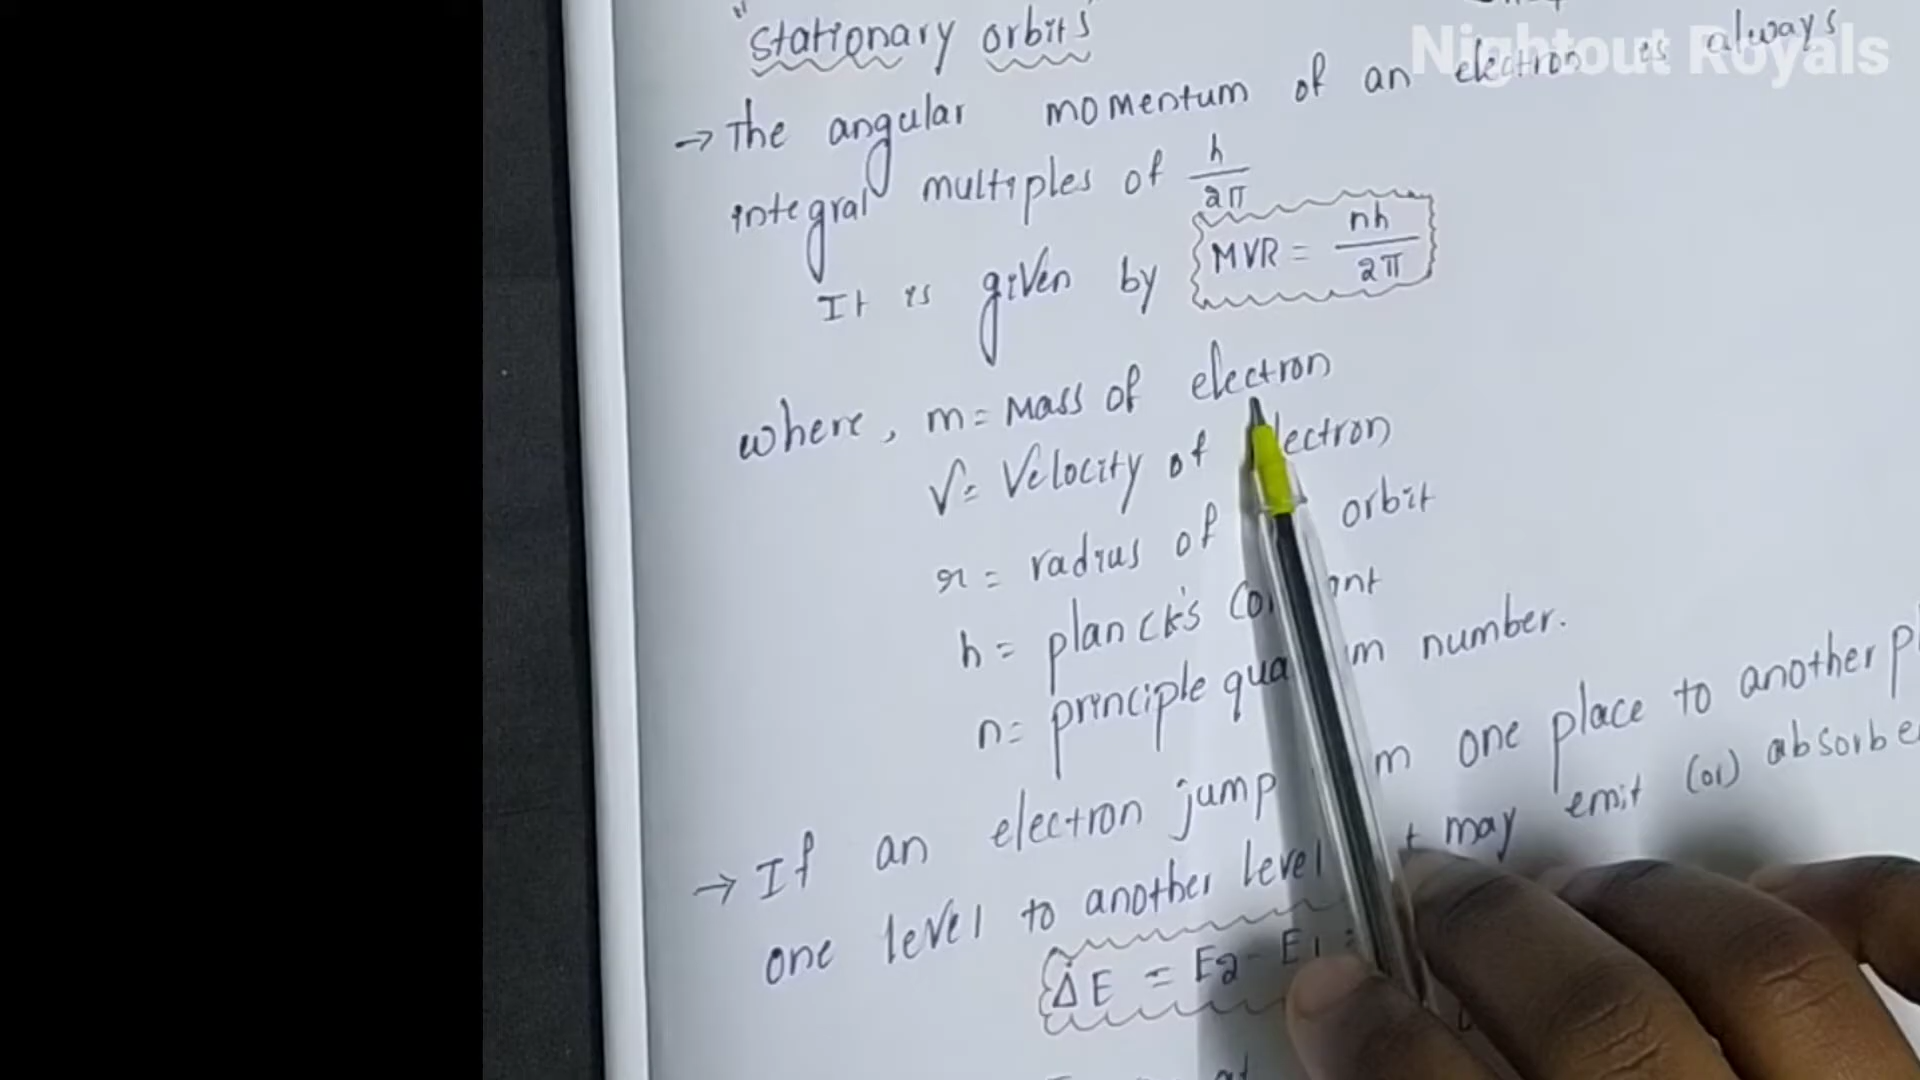 "Stationary orbits"
Nightout Royals
→ The angular momentum of an electron is always
integral multiples of h/2π
It is given by MVR = nh/2π
where, m = Mass of electron
V = Velocity of electron
r = radius of orbit
h = planck's
n = principle number.
→ If an electron jump one place to another
one level to another level may emit (or)
ΔE = E2 - E1